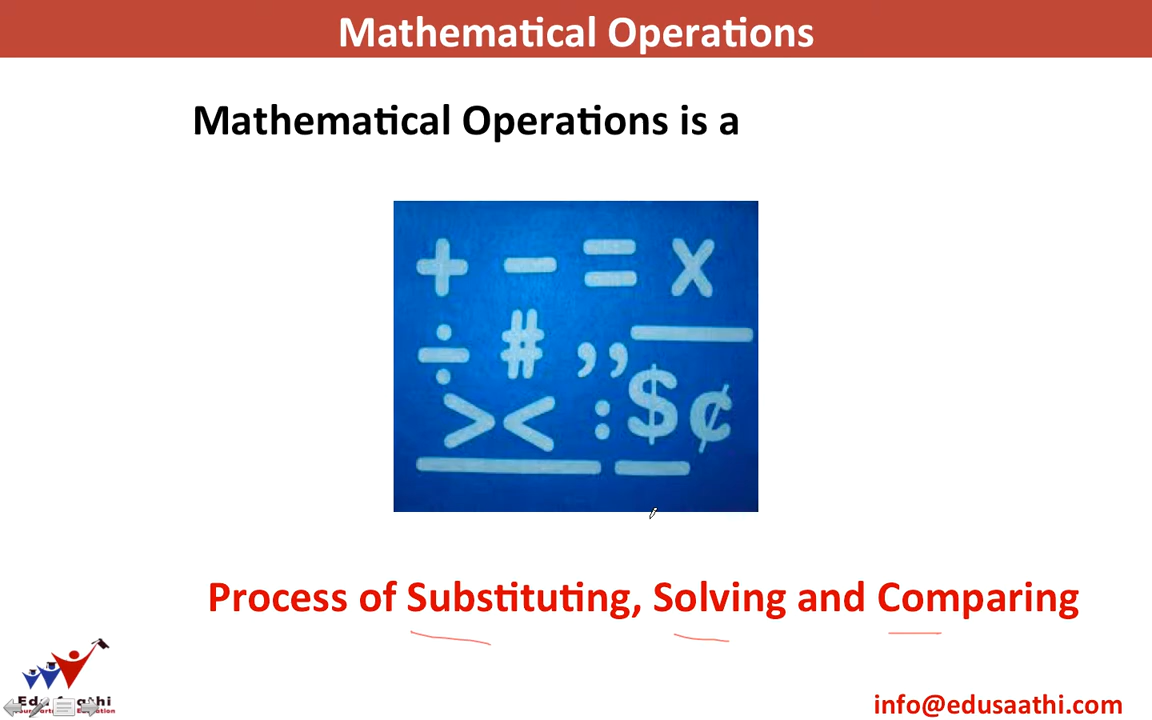 Mathematical Operations
Mathematical Operations is a
+ − = x
÷ # ,,
> < : $ ¢
Process of Substituting, Solving and Comparing
info@edusaathi.com